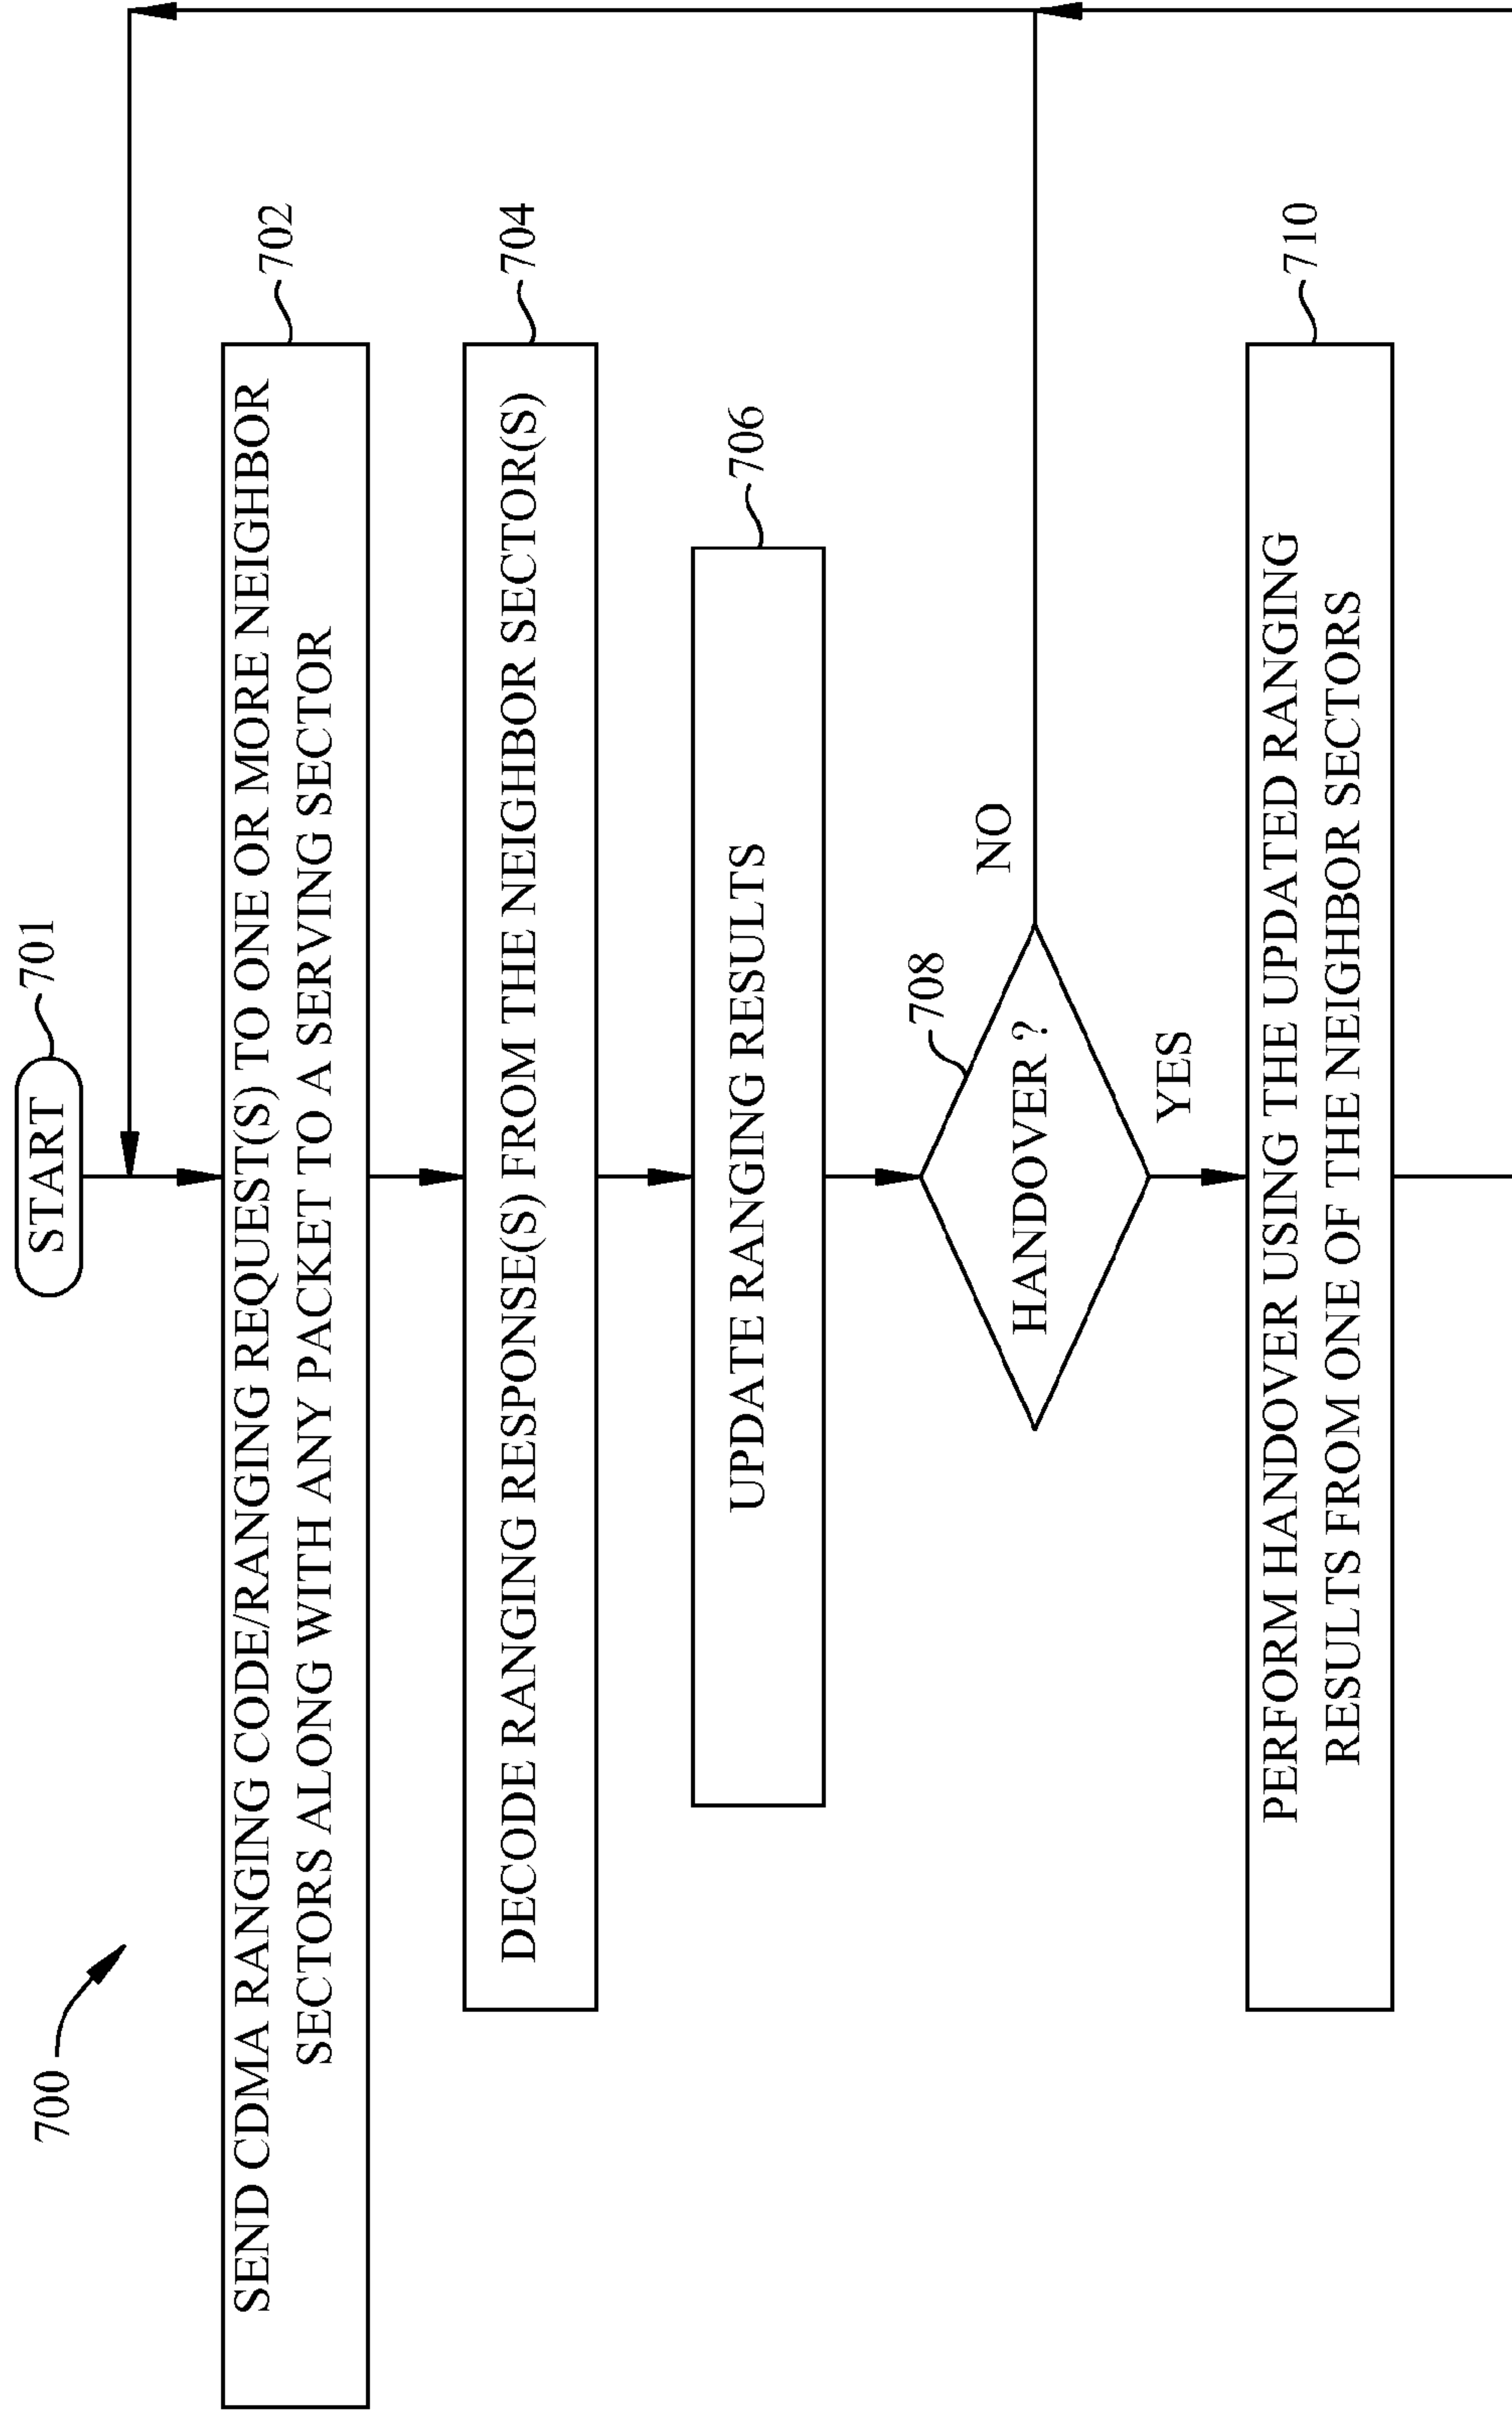 700
START
701
SEND CDMA RANGING CODE/RANGING REQUEST(S) TO ONE OR MORE NEIGHBOR
SECTORS ALONG WITH ANY PACKET TO A SERVING SECTOR
702
DECODE RANGING RESPONSE(S) FROM THE NEIGHBOR SECTOR(S)
704
UPDATE RANGING RESULTS
706
708
HANDOVER ?
NO
YES
PERFORM HANDOVER USING THE UPDATED RANGING
RESULTS FROM ONE OF THE NEIGHBOR SECTORS
710